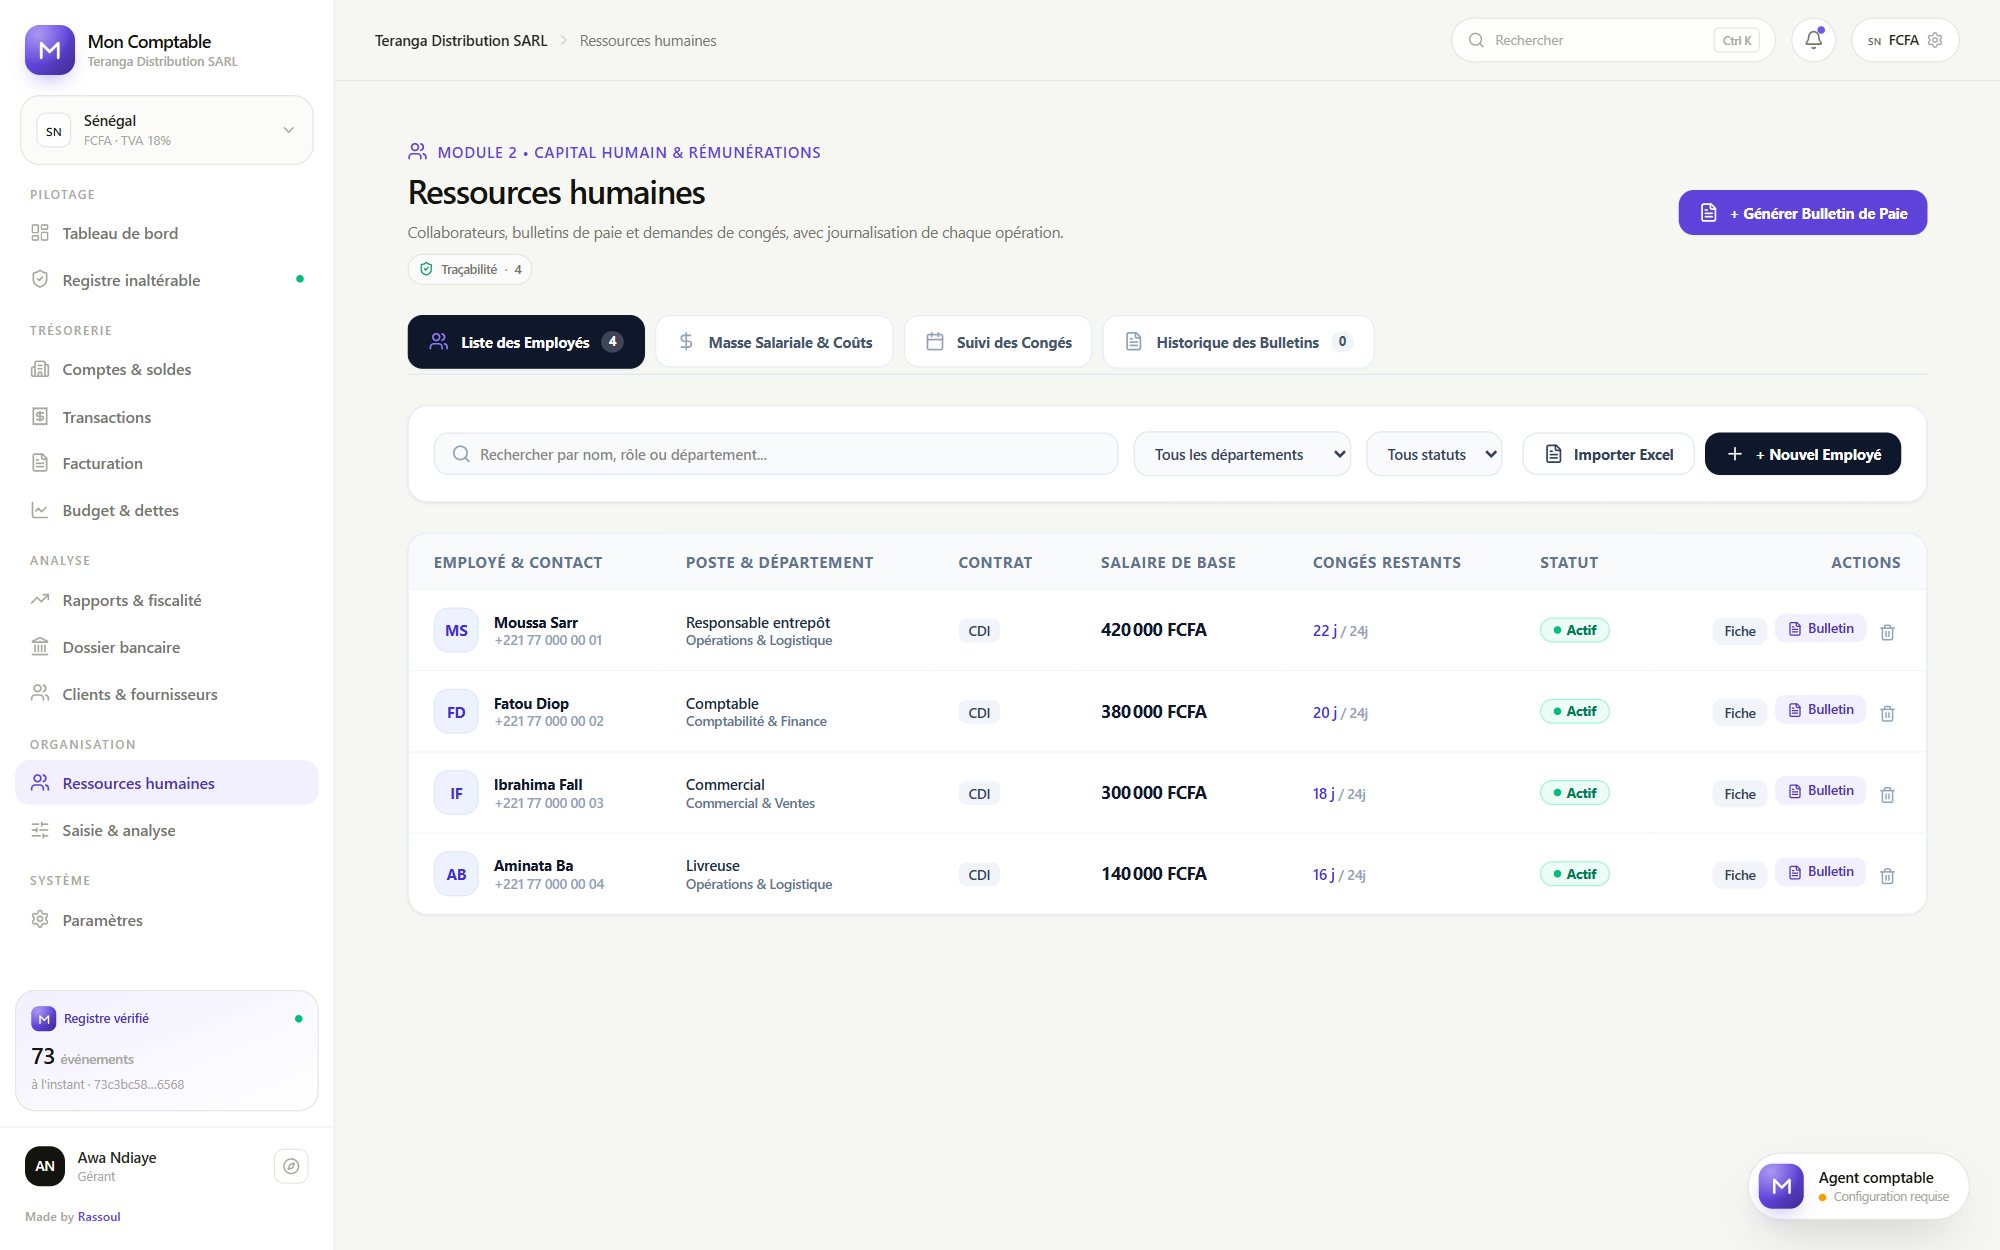 Mon Comptable
Teranga Distribution SARL
SN
Sénégal
FCFA · TVA 18%
PILOTAGE
Tableau de bord
Registre inaltérable
TRÉSORERIE
Comptes & soldes
Transactions
Facturation
Budget & dettes
ANALYSE
Rapports & fiscalité
Dossier bancaire
Clients & fournisseurs
ORGANISATION
Ressources humaines
Saisie & analyse
SYSTÈME
Paramètres
M Registre vérifié
73 événements
à l'instant · 73c3bc58...6568
AN
Awa Ndiaye
Gérant
Made by Rassoul
Teranga Distribution SARL > Ressources humaines
Rechercher Ctrl K
SN FCFA
MODULE 2 • CAPITAL HUMAIN & RÉMUNÉRATIONS
Ressources humaines
Collaborateurs, bulletins de paie et demandes de congés, avec journalisation de chaque opération.
Traçabilité · 4
+ Générer Bulletin de Paie
Liste des Employés 4
Masse Salariale & Coûts
Suivi des Congés
Historique des Bulletins 0
Rechercher par nom, rôle ou département...
Tous les départements
Tous statuts
Importer Excel
+ Nouvel Employé
EMPLOYÉ & CONTACT POSTE & DÉPARTEMENT CONTRAT SALAIRE DE BASE CONGÉS RESTANTS STATUT ACTIONS
MS Moussa Sarr Responsable entrepôt CDI 420 000 FCFA 22 j / 24j Actif Fiche Bulletin
+221 77 000 00 01 Opérations & Logistique
FD Fatou Diop Comptable CDI 380 000 FCFA 20 j / 24j Actif Fiche Bulletin
+221 77 000 00 02 Comptabilité & Finance
IF Ibrahima Fall Commercial CDI 300 000 FCFA 18 j / 24j Actif Fiche Bulletin
+221 77 000 00 03 Commercial & Ventes
AB Aminata Ba Livreuse CDI 140 000 FCFA 16 j / 24j Actif Fiche Bulletin
+221 77 000 00 04 Opérations & Logistique
M Agent comptable
Configuration requise